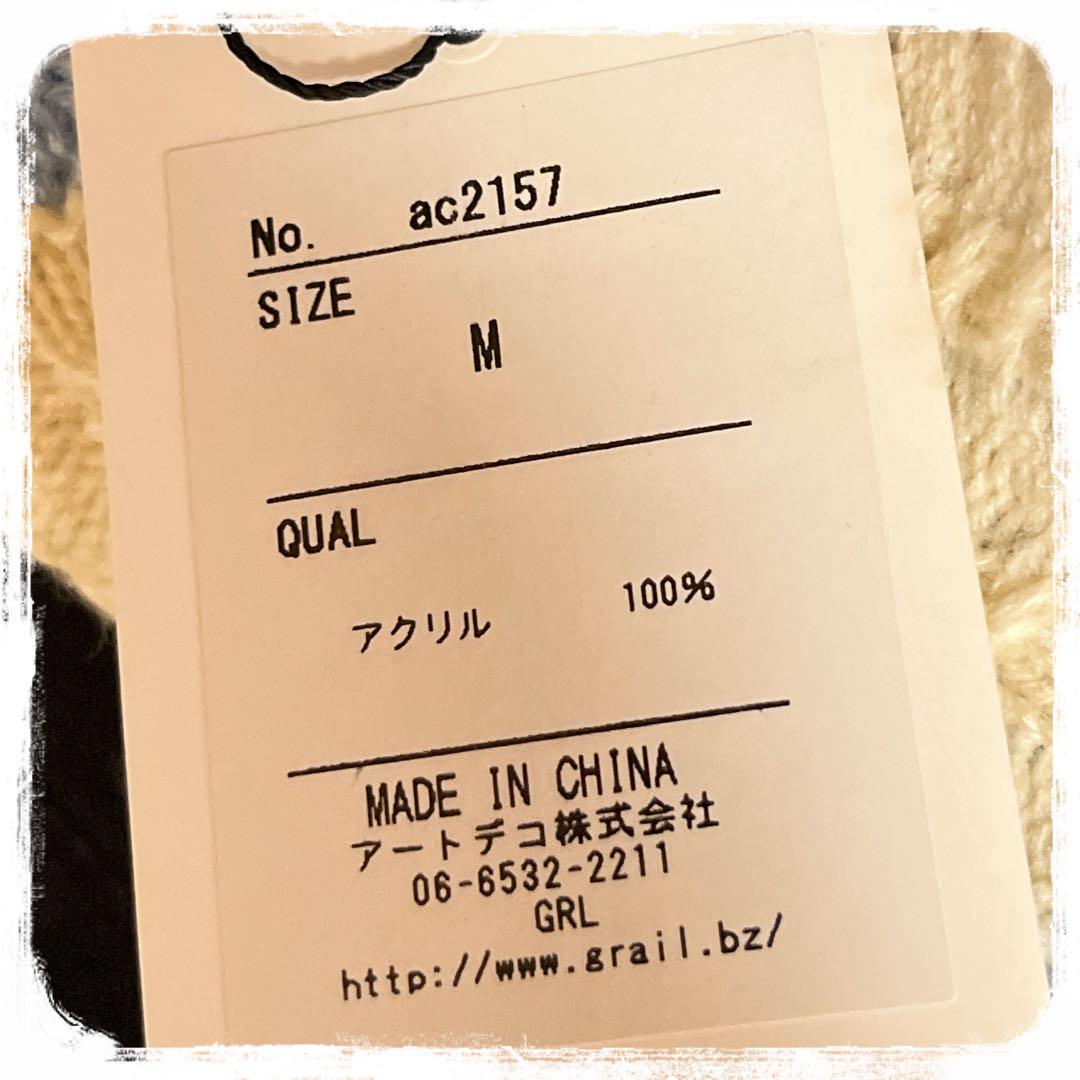 No. ac2157
SIZE
M
QUAL
アクリル 100%
MADE IN CHINA
アートデコ株式会社
06-6532-2211
GRL
http://www.grail.bz/